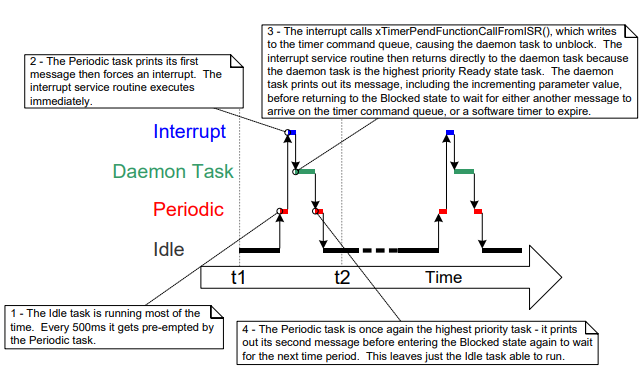 3 - The interrupt calls xTimerPendFunctionCallFromISR(), which writes
to the timer command queue, causing the daemon task to unblock.  The
interrupt service routine then returns directly to the daemon task because
the daemon task is the highest priority Ready state task.  The daemon
task prints out its message, including the incrementing parameter value,
before returning to the Blocked state to wait for either another message to
arrive on the timer command queue, or a software timer to expire.
2 - The Periodic task prints its first
message then forces an interrupt.  The
interrupt service routine executes
immediately.
Interrupt
Daemon Task
Periodic
Idle
t1
t2
Time
1 - The Idle task is running most of the
time.  Every 500ms it gets pre-empted by
the Periodic task.
4 - The Periodic task is once again the highest priority task - it prints
out its second message before entering the Blocked state again to wait
for the next time period.  This leaves just the Idle task able to run.